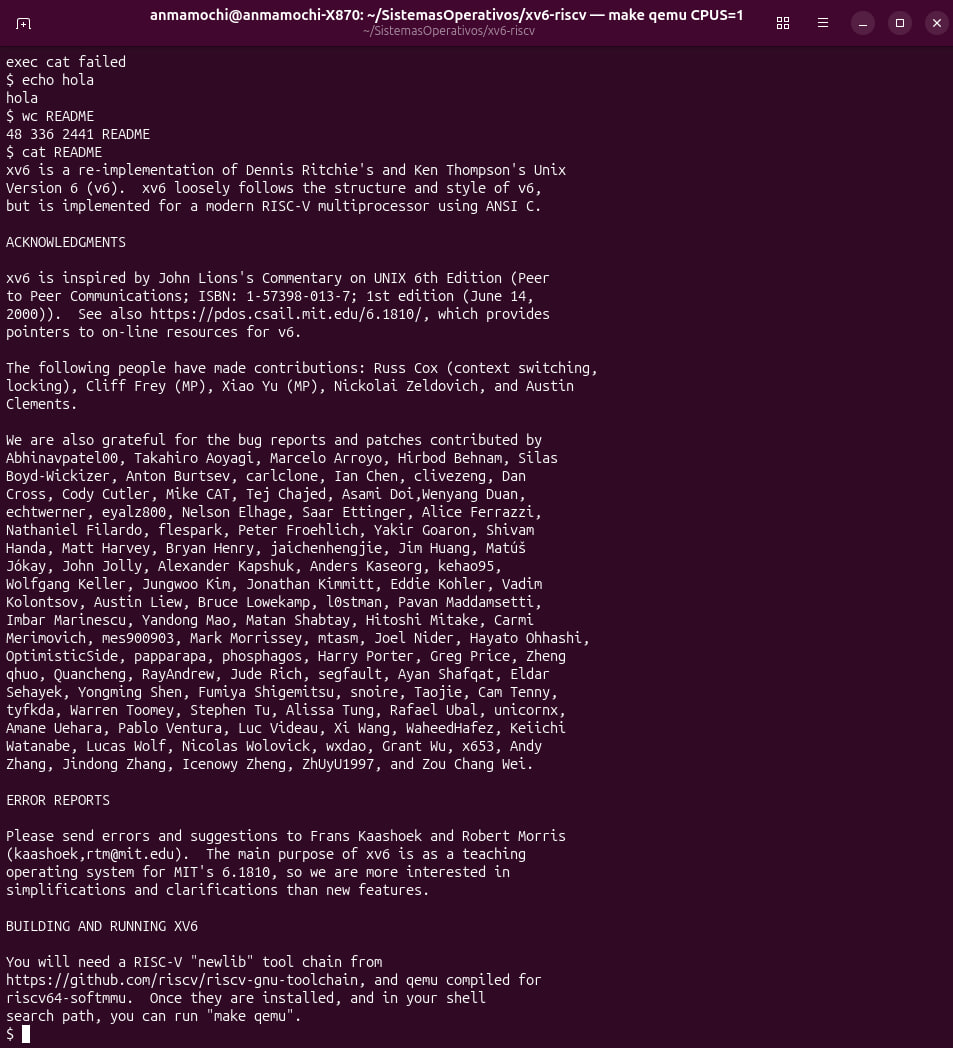 anmamochi@anmamochi-X870: ~/SistemasOperativos/xv6-riscv — make qemu CPUS=1
~/SistemasOperativos/xv6-riscv
exec cat failed
$ echo hola
hola
$ wc README
48 336 2441 README
$ cat README
xv6 is a re-implementation of Dennis Ritchie's and Ken Thompson's Unix
Version 6 (v6).  xv6 loosely follows the structure and style of v6,
but is implemented for a modern RISC-V multiprocessor using ANSI C.

ACKNOWLEDGMENTS

xv6 is inspired by John Lions's Commentary on UNIX 6th Edition (Peer
to Peer Communications; ISBN: 1-57398-013-7; 1st edition (June 14,
2000)).  See also https://pdos.csail.mit.edu/6.1810/, which provides
pointers to on-line resources for v6.

The following people have made contributions: Russ Cox (context switching,
locking), Cliff Frey (MP), Xiao Yu (MP), Nickolai Zeldovich, and Austin
Clements.

We are also grateful for the bug reports and patches contributed by
Abhinavpatel00, Takahiro Aoyagi, Marcelo Arroyo, Hirbod Behnam, Silas
Boyd-Wickizer, Anton Burtsev, carlclone, Ian Chen, clivezeng, Dan
Cross, Cody Cutler, Mike CAT, Tej Chajed, Asami Doi,Wenyang Duan,
echtwerner, eyalz800, Nelson Elhage, Saar Ettinger, Alice Ferrazzi,
Nathaniel Filardo, flespark, Peter Froehlich, Yakir Goaron, Shivam
Handa, Matt Harvey, Bryan Henry, jaichenhengjie, Jim Huang, Matúš
Jókay, John Jolly, Alexander Kapshuk, Anders Kaseorg, kehao95,
Wolfgang Keller, Jungwoo Kim, Jonathan Kimmitt, Eddie Kohler, Vadim
Kolontsov, Austin Liew, Bruce Lowekamp, l0stman, Pavan Maddamsetti,
Imbar Marinescu, Yandong Mao, Matan Shabtay, Hitoshi Mitake, Carmi
Merimovich, mes900903, Mark Morrissey, mtasm, Joel Nider, Hayato Ohhashi,
OptimisticSide, papparapa, phosphagos, Harry Porter, Greg Price, Zheng
qhuo, Quancheng, RayAndrew, Jude Rich, segfault, Ayan Shafqat, Eldar
Sehayek, Yongming Shen, Fumiya Shigemitsu, snoire, Taojie, Cam Tenny,
tyfkda, Warren Toomey, Stephen Tu, Alissa Tung, Rafael Ubal, unicornx,
Amane Uehara, Pablo Ventura, Luc Videau, Xi Wang, WaheedHafez, Keiichi
Watanabe, Lucas Wolf, Nicolas Wolovick, wxdao, Grant Wu, x653, Andy
Zhang, Jindong Zhang, Icenowy Zheng, ZhUyU1997, and Zou Chang Wei.

ERROR REPORTS

Please send errors and suggestions to Frans Kaashoek and Robert Morris
(kaashoek,rtm@mit.edu).  The main purpose of xv6 is as a teaching
operating system for MIT's 6.1810, so we are more interested in
simplifications and clarifications than new features.

BUILDING AND RUNNING XV6

You will need a RISC-V "newlib" tool chain from
https://github.com/riscv/riscv-gnu-toolchain, and qemu compiled for
riscv64-softmmu.  Once they are installed, and in your shell
search path, you can run "make qemu".
$